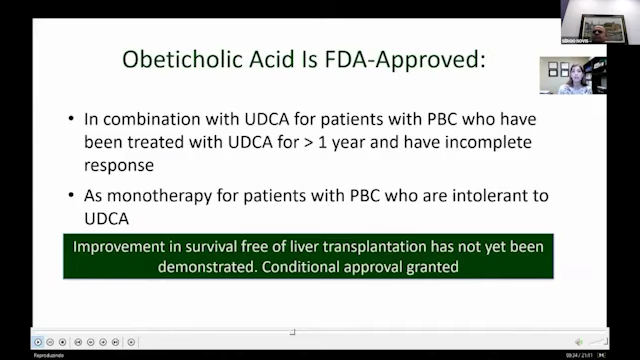 Obeticholic Acid Is FDA-Approved:
• In combination with UDCA for patients with PBC who have
been treated with UDCA for > 1 year and have incomplete
response
• As monotherapy for patients with PBC who are intolerant to
UDCA
Improvement in survival free of liver transplantation has not yet been
demonstrated. Conditional approval granted
Reproduzindo